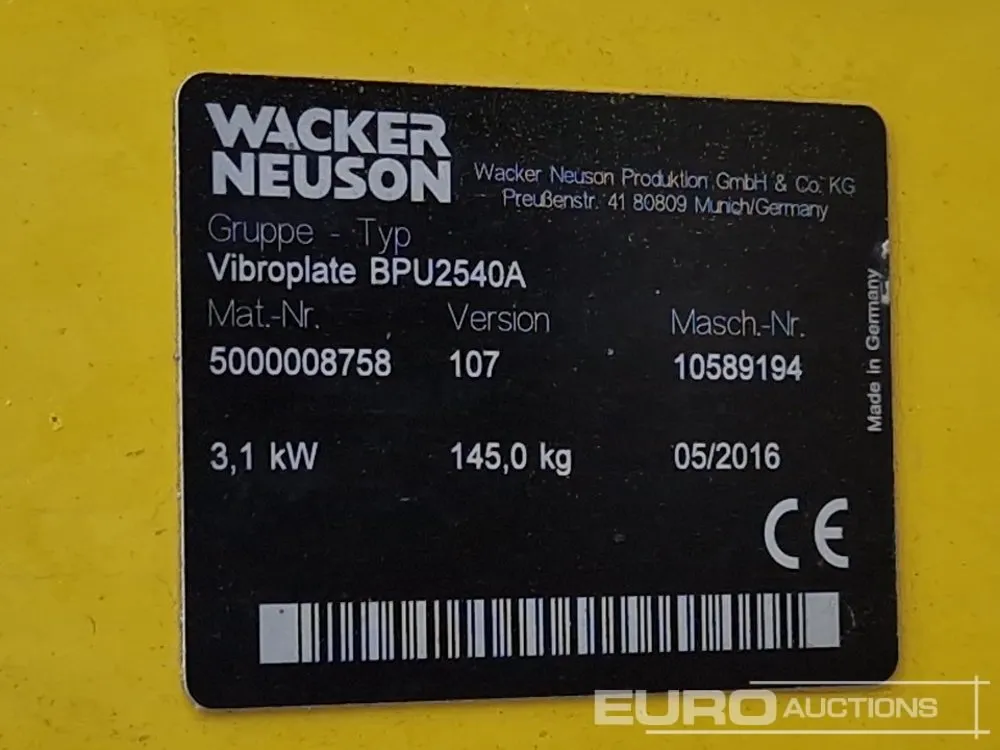 WACKER
NEUSON
Wacker Neuson Produktion GmbH & Co. KG
Preußenstr. 41 80809 Munich/Germany
Gruppe - Typ
Vibroplate BPU2540A
Mat.-Nr. Version Masch.-Nr.
5000008758 107 10589194
3,1 kW 145,0 kg 05/2016
Made in Germany
CE
EURO AUCTIONS